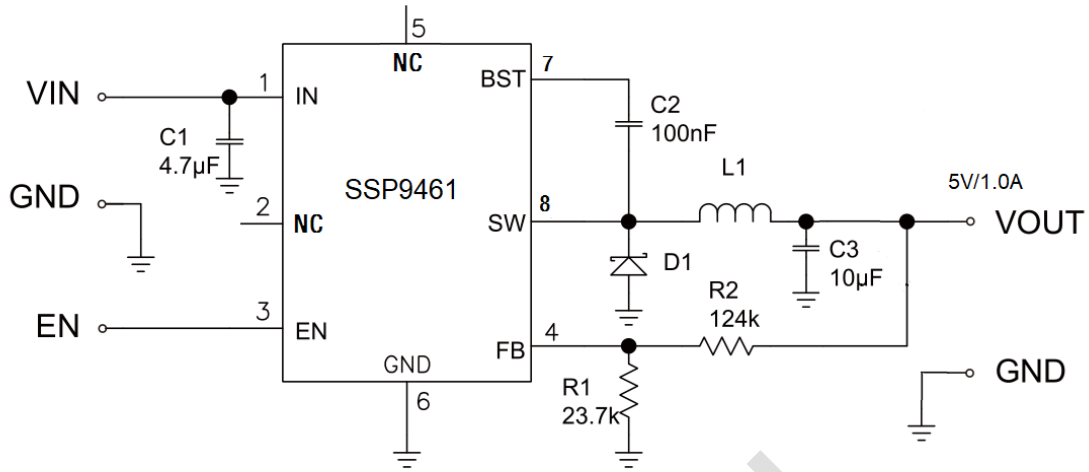 5
NC
7
BST
VIN
1
IN
C2
100nF
C1
4.7µF
L1
SSP9461
5V/1.0A
GND
2
NC
8
SW
VOUT
D1
C3
10µF
R2
124k
EN
3
EN
4
FB
GND
6
R1
23.7k
GND